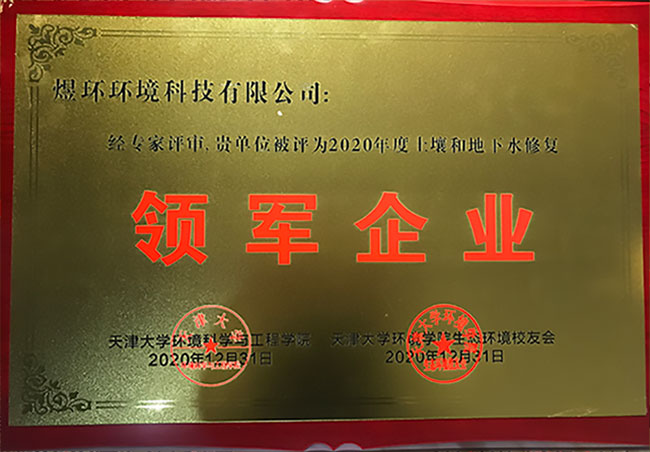 煜环环境科技有限公司:
经专家评审,贵单位被评为2020年度土壤和地下水修复
领军企业
天津大学环境科学与工程学院 天津大学环境学院生态环境校友会
2020年12月31日 2020年12月31日